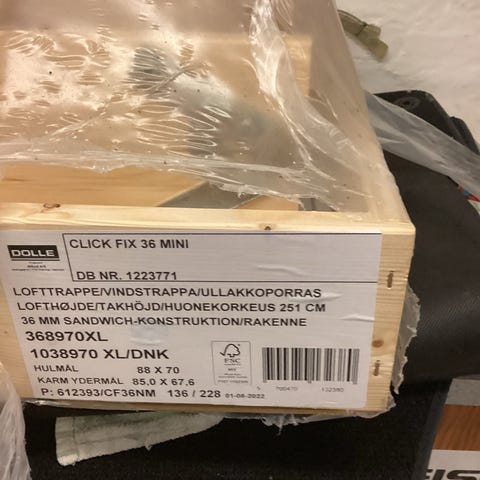 DOLLE
CLICK FIX 36 MINI
DB NR. 1223771
LOFTTRAPPE/VINDSTRAPPA/ULLAKKOPORRAS
LOFTHØJDE/TAKHÖJD/HUONEKORKEUS 251 CM
36 MM SANDWICH-KONSTRUKTION/RAKENNE
368970XL
1038970 XL/DNK
HULMÅL 88 X 70
KARM YDERMÅL 85,0 X 67,6
P: 612393/CF36NM 136 / 228 01-08-2022
FSC
MIX
5